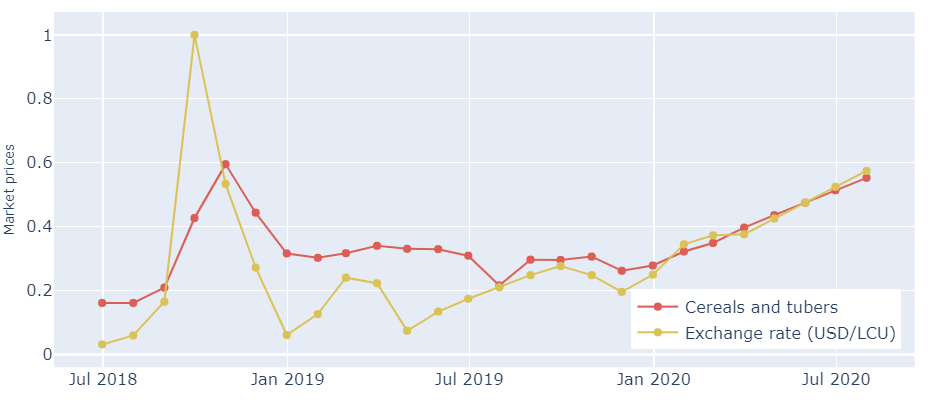 Market prices
1
0.8
0.6
0.4
0.2
0
Jul 2018
Jan 2019
Jul 2019
Jan 2020
Jul 2020
Cereals and tubers
Exchange rate (USD/LCU)